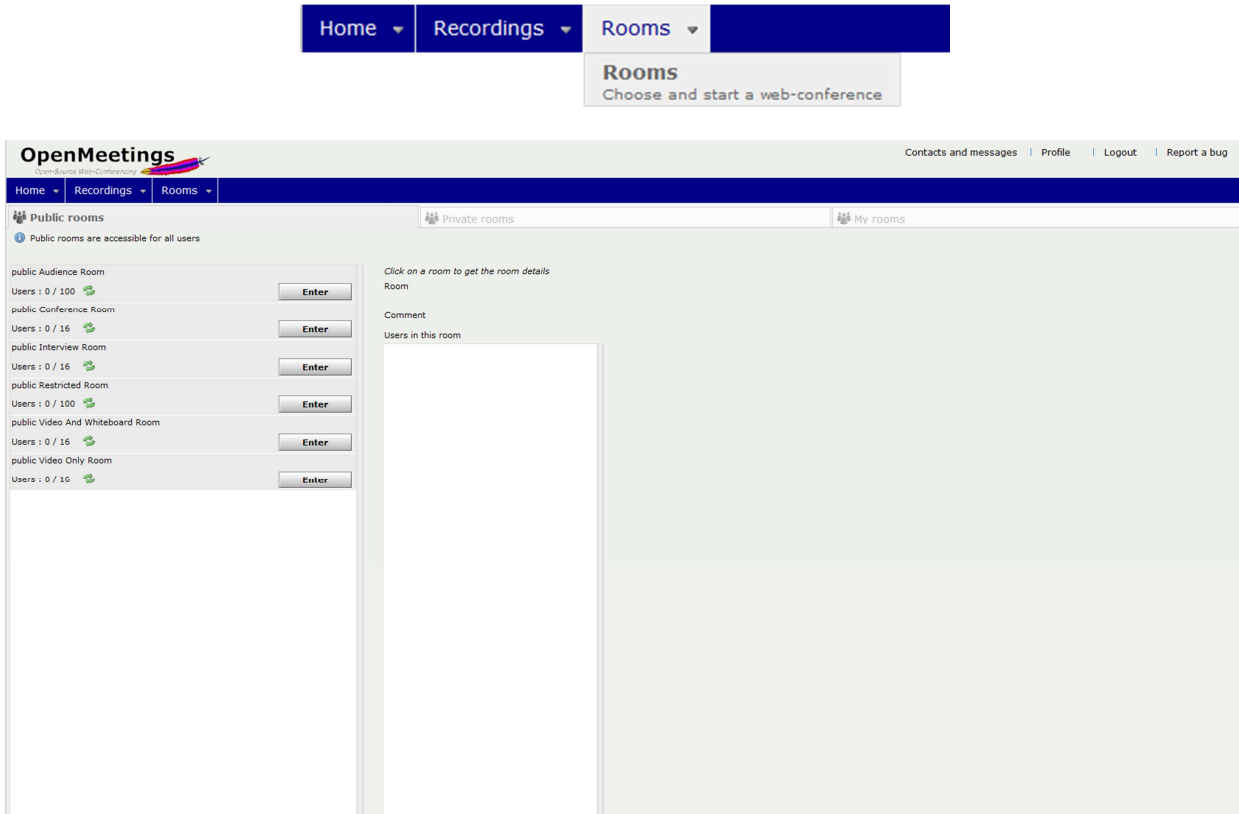 Home Recordings Rooms
Rooms
Choose and start a web-conference
OpenMeetings
Open-Source Web-Conferencing
Contacts and messages | Profile | Logout | Report a bug
Home Recordings Rooms
Public rooms Private rooms My rooms
Public rooms are accessible for all users
public Audience Room
Users : 0 / 100 Enter
public Conference Room
Users : 0 / 16 Enter
public Interview Room
Users : 0 / 16 Enter
public Restricted Room
Users : 0 / 100 Enter
public Video And Whiteboard Room
Users : 0 / 16 Enter
public Video Only Room
Users : 0 / 16 Enter
Click on a room to get the room details
Room
Comment
Users in this room